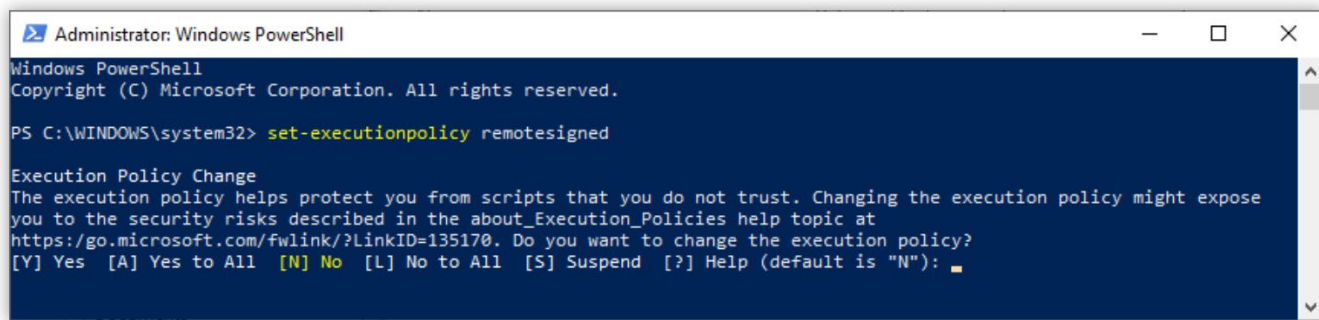 Administrator: Windows PowerShell
Windows PowerShell
Copyright (C) Microsoft Corporation. All rights reserved.
PS C:\WINDOWS\system32> set-executionpolicy remotesigned
Execution Policy Change
The execution policy helps protect you from scripts that you do not trust. Changing the execution policy might expose
you to the security risks described in the about_Execution_Policies help topic at
https:/go.microsoft.com/fwlink/?LinkID=135170. Do you want to change the execution policy?
[Y] Yes  [A] Yes to All  [N] No  [L] No to All  [S] Suspend  [?] Help (default is "N"):